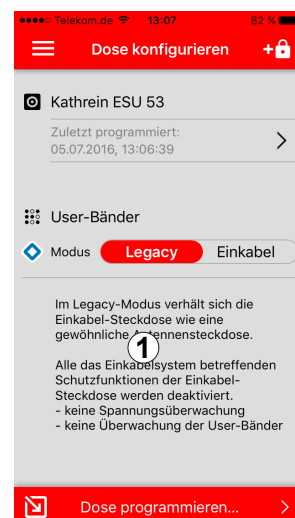 Telekom.de 13:07 82 %
Dose konfigurieren +
Kathrein ESU 53
Zuletzt programmiert:
05.07.2016, 13:06:39
User-Bänder
Modus Legacy Einkabel
Im Legacy-Modus verhält sich die
Einkabel-Steckdose wie eine
gewöhnliche Antennensteckdose.
1
Alle das Einkabelsystem betreffenden
Schutzfunktionen der Einkabel-
Steckdose werden deaktiviert.
- keine Spannungsüberwachung
- keine Überwachung der User-Bänder
Dose programmieren...